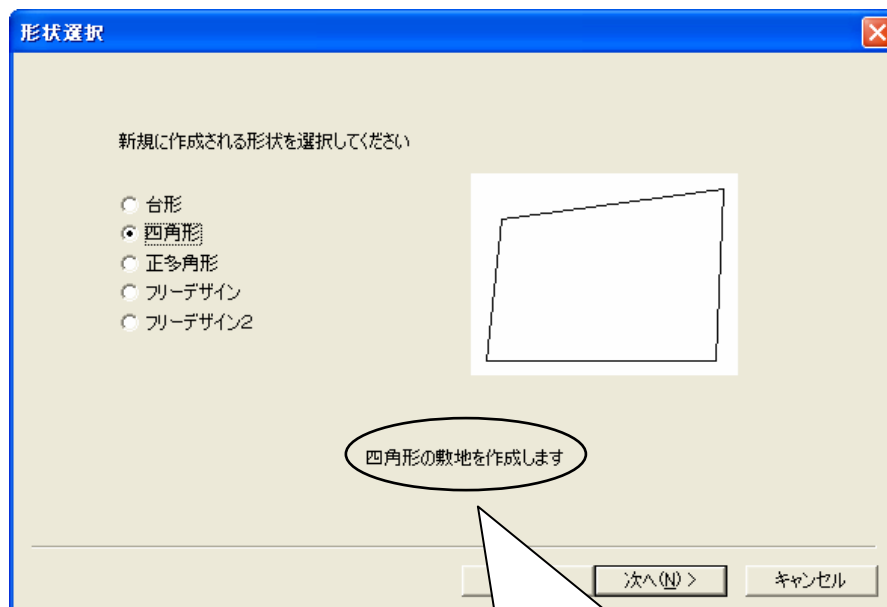 形状選択
新規に作成される形状を選択してください
台形
四角形
正多角形
フリーデザイン
フリーデザイン2
四角形の敷地を作成します
次へ(N) >
キャンセル